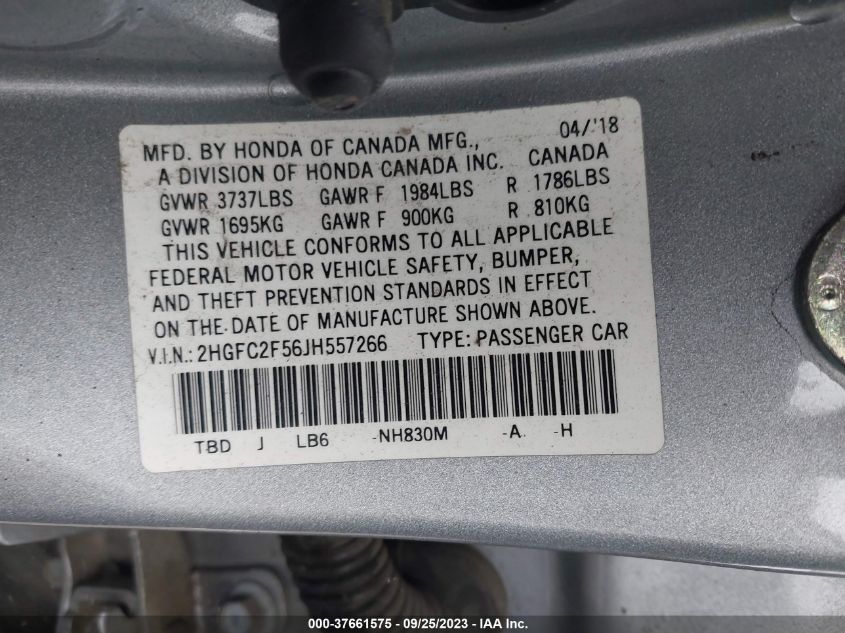 04/'18
MFD. BY HONDA OF CANADA MFG.,
A DIVISION OF HONDA CANADA INC. CANADA
GVWR 3737LBS GAWR F 1984LBS R 1786LBS
GVWR 1695KG GAWR F 900KG R 810KG
THIS VEHICLE CONFORMS TO ALL APPLICABLE
FEDERAL MOTOR VEHICLE SAFETY, BUMPER,
AND THEFT PREVENTION STANDARDS IN EFFECT
ON THE DATE OF MANUFACTURE SHOWN ABOVE.
V.I.N.: 2HGFC2F56JH557266 TYPE: PASSENGER CAR
TBD J LB6 -NH830M -A -H
000-37661575 - 09/25/2023 - IAA Inc.